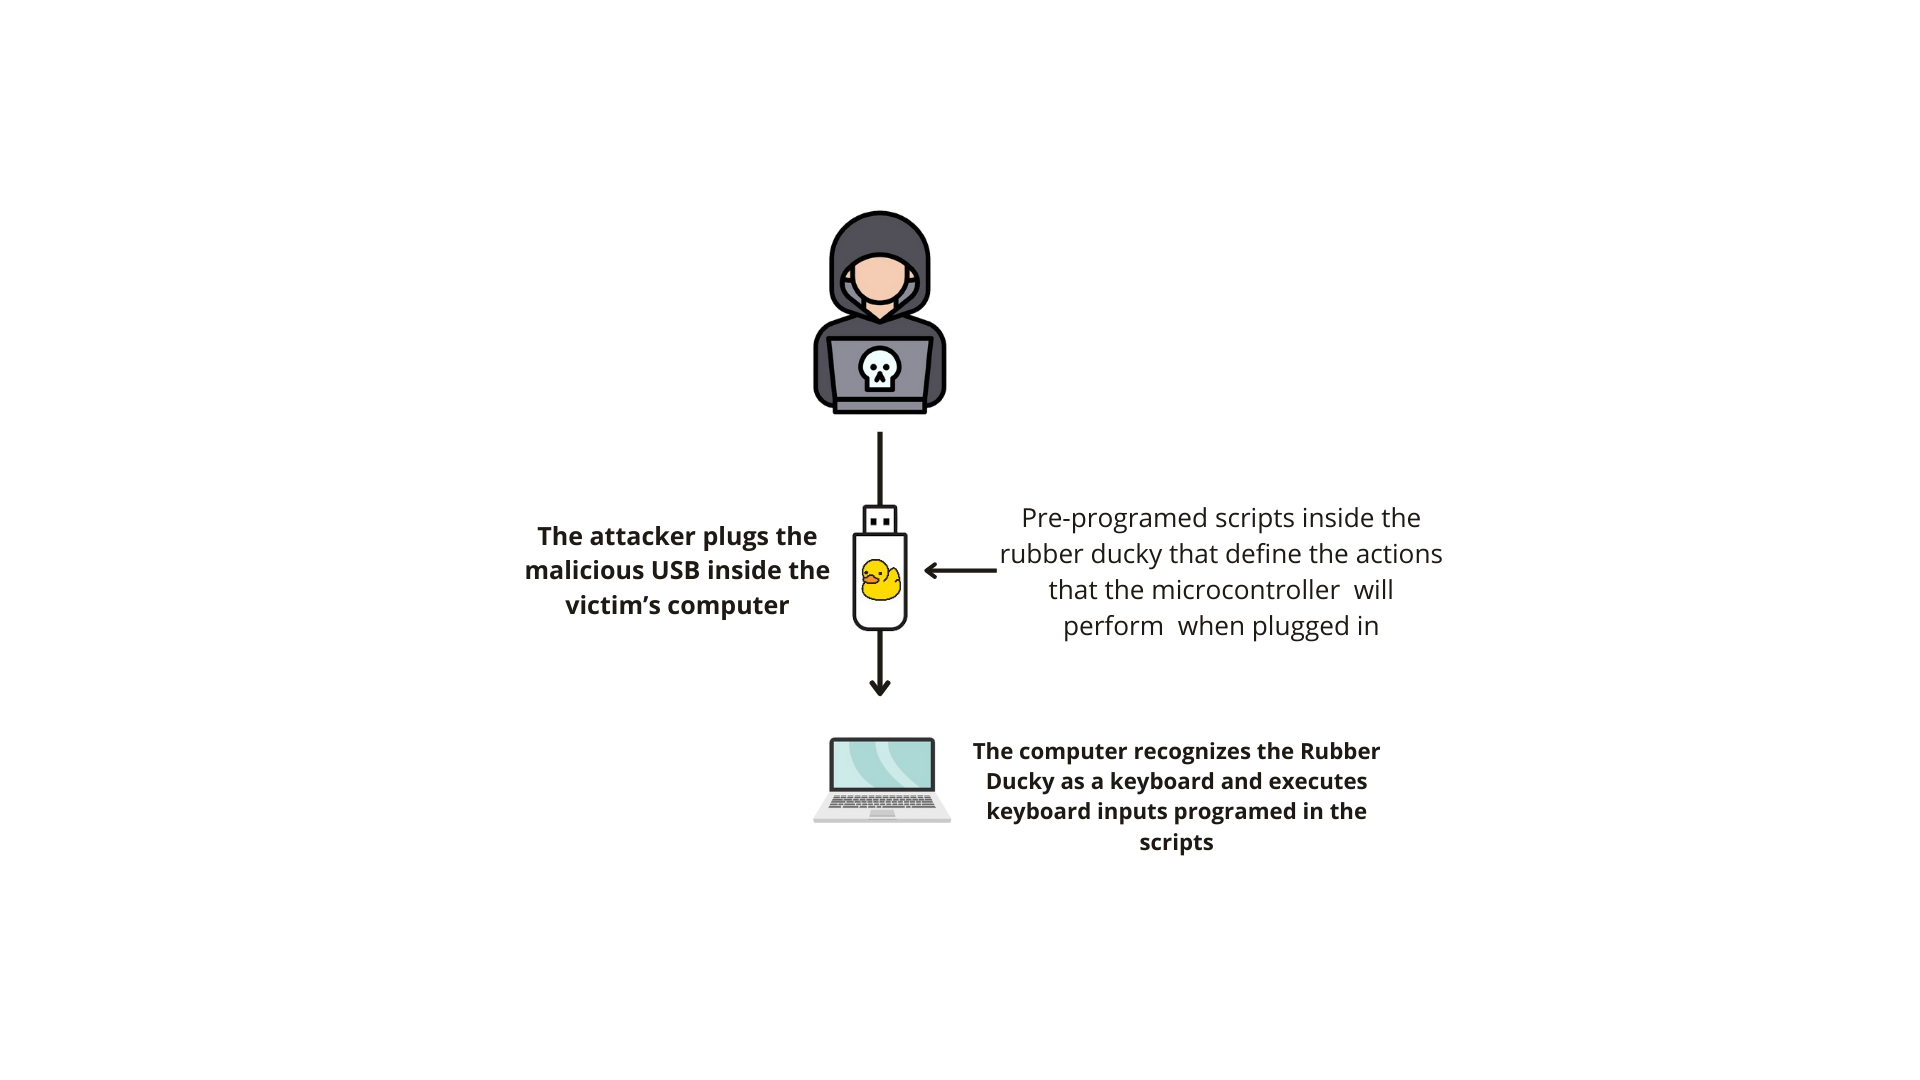 The attacker plugs the
malicious USB inside the
victim’s computer
Pre-programed scripts inside the
rubber ducky that define the actions
that the microcontroller  will
perform  when plugged in
The computer recognizes the Rubber
Ducky as a keyboard and executes
keyboard inputs programed in the
scripts